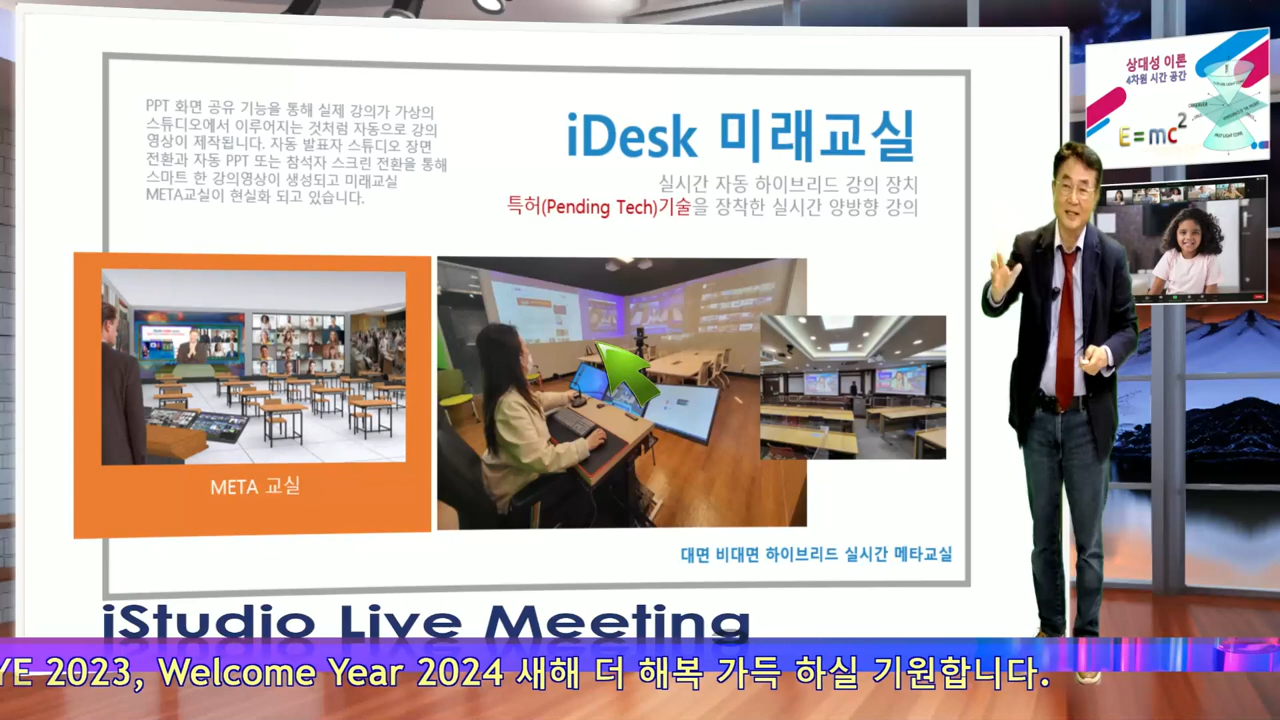 PPT 화면 공유 기능을 통해 실제 강의가 가상의
스튜디오에서 이루어지는 것처럼 자동으로 강의
영상이 제작됩니다. 자동 발표자 스튜디오 장면
전환과 자동 PPT 또는 참석자 스크린 전환을 통해
스마트 한 강의영상이 생성되고 미래교실
META교실이 현실화 되고 있습니다.
iDesk 미래교실
실시간 자동 하이브리드 강의 장치
특허(Pending Tech)기술을 장착한 실시간 양방향 강의
META 교실
대면 비대면 하이브리드 실시간 메타교실
상대성 이론
4차원 시간 공간
E=mc2
iStudio Live Meeting
YE 2023, Welcome Year 2024 새해 더 해복 가득 하실 기원합니다.